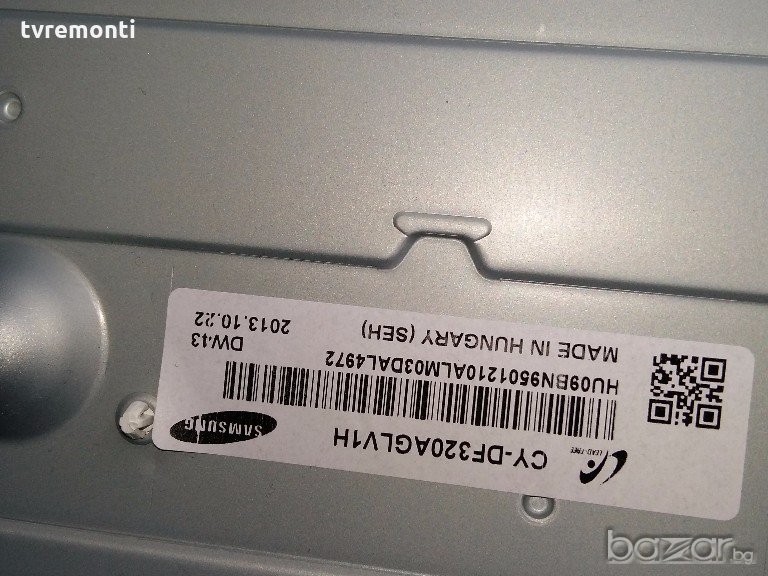 tvremonti
SAMSUNG
CY-DF320AGLV1H
LEAD-FREE
HU09BN9501210ALM03DAL4972
DW43
MADE IN HUNGARY (SEH)
2013.10.22
bazar.bg